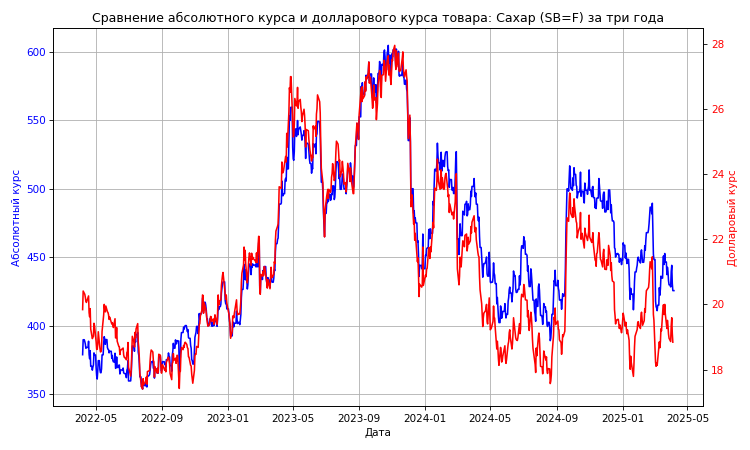 Сравнение абсолютного курса и долларового курса товара: Сахар (SB=F) за три года
Абсолютный курс
600
550
500
450
400
350
28
26
24
22
20
18
Долларовый курс
2022-05 2022-09 2023-01 2023-05 2023-09 2024-01 2024-05 2024-09 2025-01 2025-05
Дата